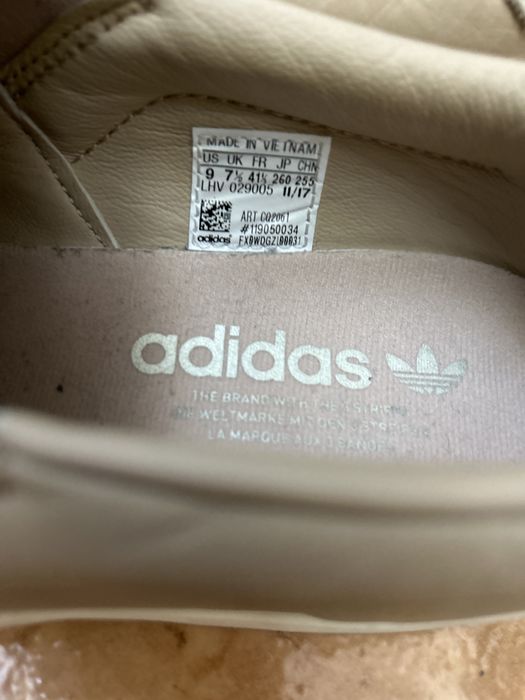 MADE IN VIETNAM
US UK FR JP CHN
9 7½ 41⅓ 260 255
LHV 029005 11/17
ART CQ2061
#119050034
adidas
adidas
THE BRAND WITH THE 3 STRIPES
DIE WELTMARKE MIT DEN 3 STREIFEN
LA MARQUE AUX 3 BANDES